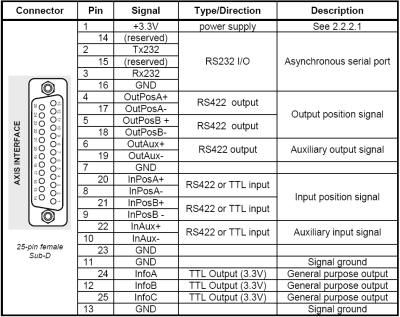 Connector Pin Signal Type/Direction Description
1 +3.3V power supply See 2.2.2.1
14 (reserved)
2 Tx232
15 (reserved) RS232 I/O Asynchronous serial port
3 Rx232
16 GND
4 OutPosA+ RS422 output
17 OutPosA-
Output position signal
5 OutPosB + RS422 output
18 OutPosB-
6 OutAux+ RS422 output Auxiliary output signal
19 OutAux-
7 GND
20 InPosA+ RS422 or TTL input
8 InPosA-
Input position signal
21 InPosB+ RS422 or TTL input
9 InPosB -
22 InAux+ RS422 or TTL input Auxiliary input signal
10 InAux-
23 GND
11 GND Signal ground
24 InfoA TTL Output (3.3V) General purpose output
12 InfoB TTL Output (3.3V) General purpose output
25 InfoC TTL Output (3.3V) General purpose output
13 GND Signal ground
AXIS INTERFACE
25-pin female
Sub-D